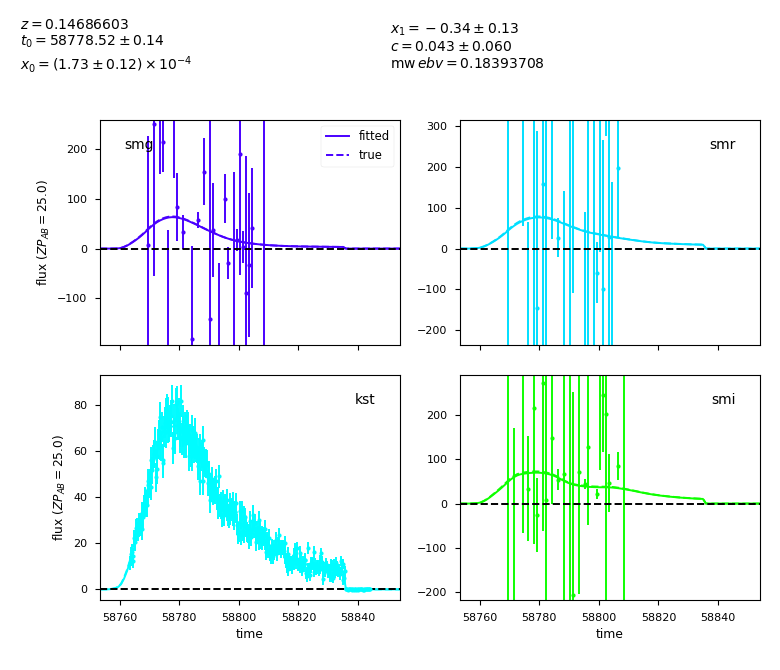 z = 0.14686603
t0 = 58778.52 ± 0.14
x0 = (1.73 ± 0.12) × 10⁻⁴
x1 = −0.34 ± 0.13
c = 0.043 ± 0.060
mwebv = 0.18393708
smg
fitted
true
200
100
0
−100
flux (ZP_AB = 25.0)
smr
300
200
100
0
−100
−200
kst
80
60
40
20
0
flux (ZP_AB = 25.0)
58760 58780 58800 58820 58840
time
smi
200
100
0
−100
−200
58760 58780 58800 58820 58840
time